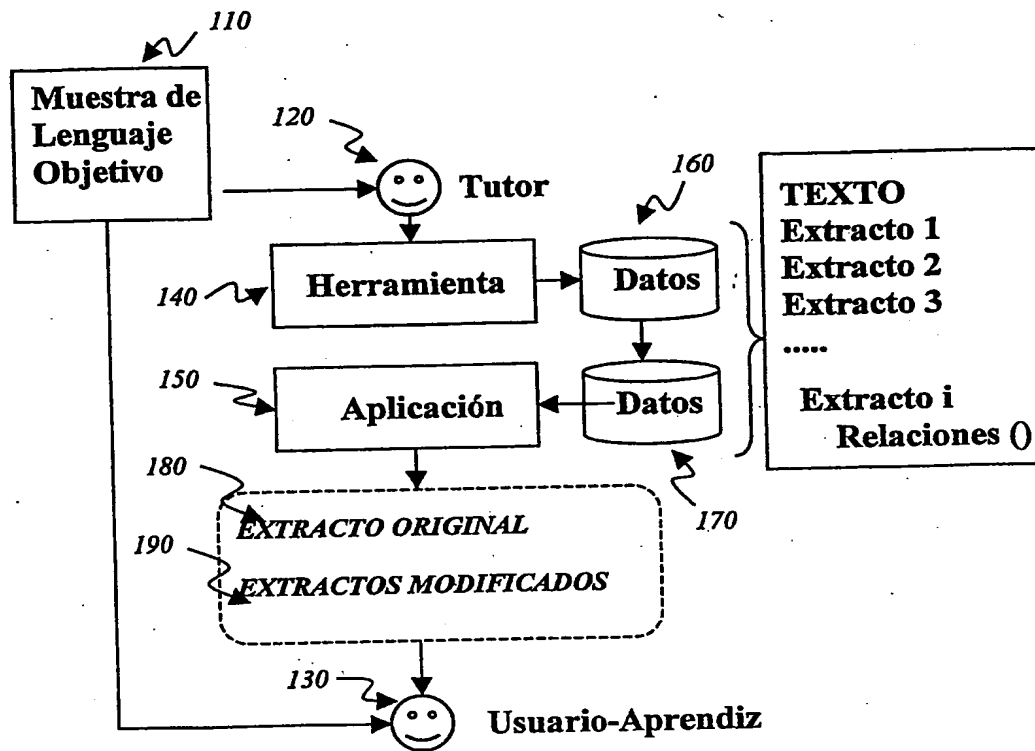 110
Muestra de
Lenguaje
Objetivo
120
Tutor
160
TEXTO
Extracto 1
Extracto 2
Extracto 3
.....
Extracto i
Relaciones ()
140
Herramienta
Datos
150
Aplicación
Datos
170
180
EXTRACTO ORIGINAL
190
EXTRACTOS MODIFICADOS
130
Usuario-Aprendiz